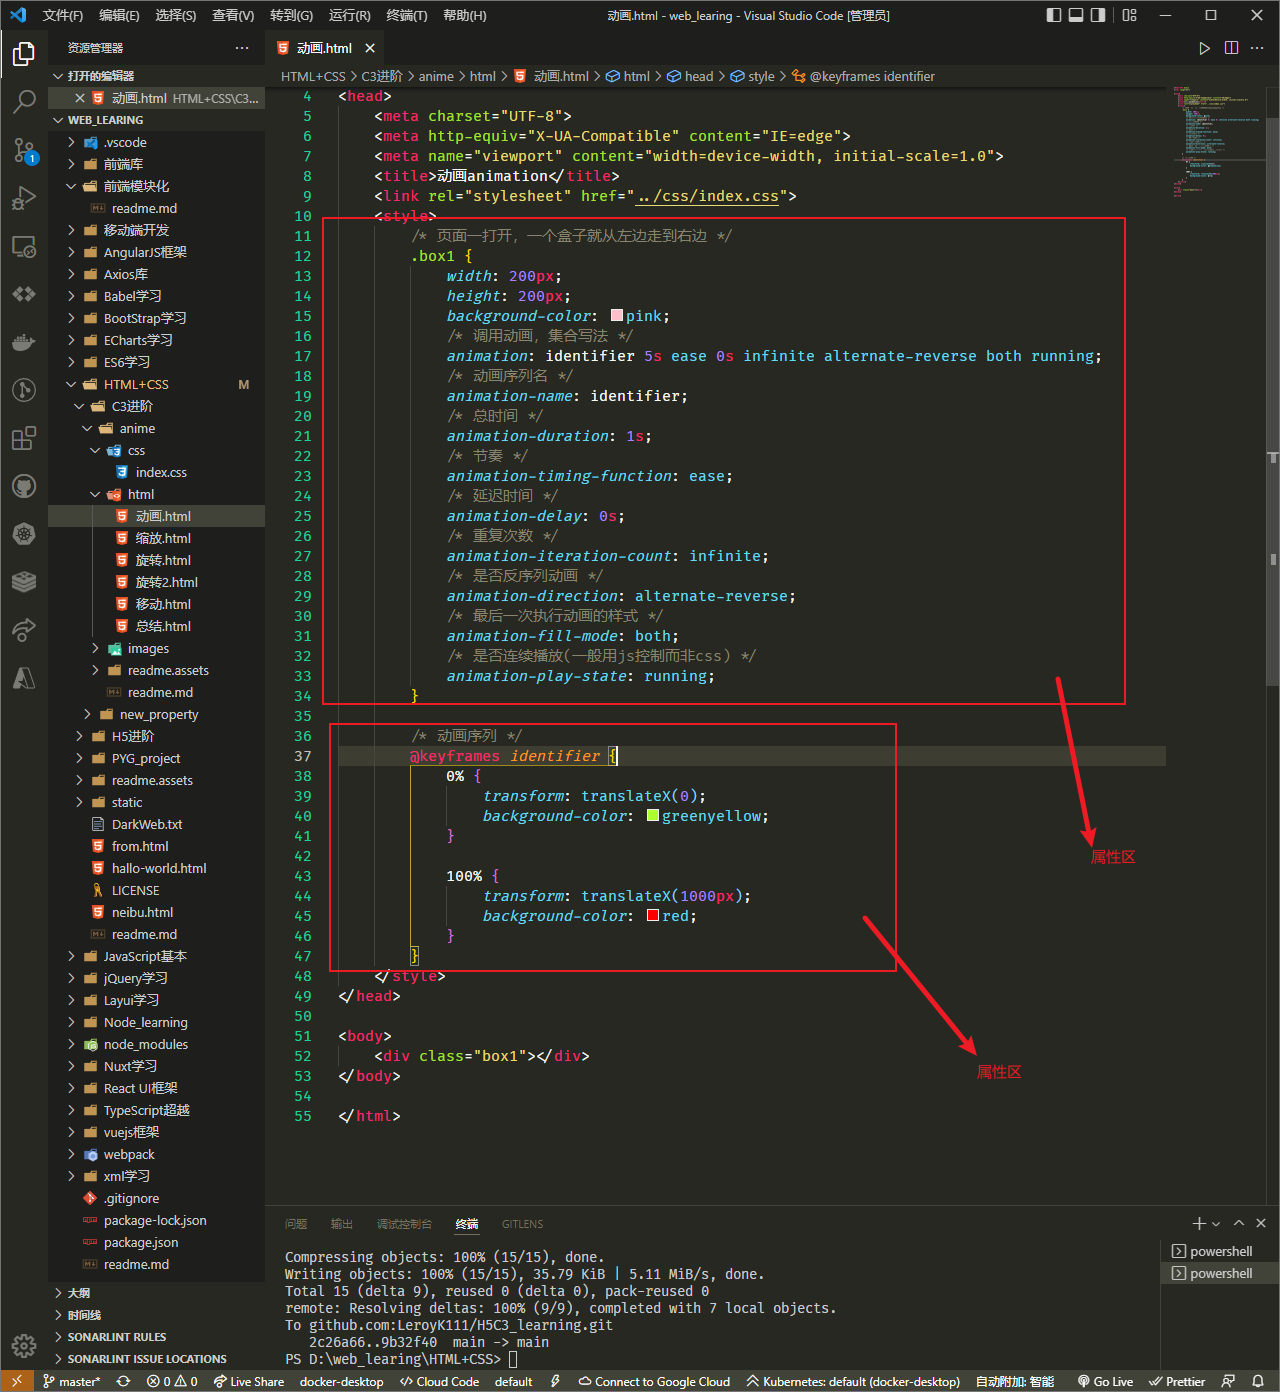 文件(F) 编辑(E) 选择(S) 查看(V) 转到(G) 运行(R) 终端(T) 帮助(H) 动画.html - web_learing - Visual Studio Code [管理员]
资源管理器 ···
打开的编辑器
动画.html HTML+CSS\C3...
WEB_LEARING
.vscode
前端库
前端模块化
readme.md
移动端开发
AngularJS框架
Axios库
Babel学习
BootStrap学习
ECharts学习
ES6学习
HTML+CSS M
C3进阶
anime
css
index.css
html
动画.html
缩放.html
旋转.html
旋转2.html
移动.html
总结.html
images
readme.assets
readme.md
new_property
H5进阶
PYG_project
readme.assets
static
DarkWeb.txt
from.html
hallo-world.html
LICENSE
neibu.html
readme.md
JavaScript基本
jQuery学习
Layui学习
Node_learning
node_modules
Nuxt学习
React UI框架
TypeScript超越
vuejs框架
webpack
xml学习
.gitignore
package-lock.json
package.json
readme.md
大纲
时间线
SONARLINT RULES
SONARLINT ISSUE LOCATIONS
1
动画.html
HTML+CSS > C3进阶 > anime > html > 动画.html > html > head > style > @keyframes identifier
4 <head>
5 <meta charset="UTF-8">
6 <meta http-equiv="X-UA-Compatible" content="IE=edge">
7 <meta name="viewport" content="width=device-width, initial-scale=1.0">
8 <title>动画animation</title>
9 <link rel="stylesheet" href="../css/index.css">
10 <style>
11 /* 页面一打开，一个盒子就从左边走到右边 */
12 .box1 {
13 width: 200px;
14 height: 200px;
15 background-color: pink;
16 /* 调用动画，集合写法 */
17 animation: identifier 5s ease 0s infinite alternate-reverse both running;
18 /* 动画序列名 */
19 animation-name: identifier;
20 /* 总时间 */
21 animation-duration: 1s;
22 /* 节奏 */
23 animation-timing-function: ease;
24 /* 延迟时间 */
25 animation-delay: 0s;
26 /* 重复次数 */
27 animation-iteration-count: infinite;
28 /* 是否反序列动画 */
29 animation-direction: alternate-reverse;
30 /* 最后一次执行动画的样式 */
31 animation-fill-mode: both;
32 /* 是否连续播放(一般用js控制而非css) */
33 animation-play-state: running;
34 }
35
36 /* 动画序列 */
37 @keyframes identifier {
38 0% {
39 transform: translateX(0);
40 background-color: greenyellow;
41 }
42
43 100% {
44 transform: translateX(1000px);
45 background-color: red;
46 }
47 }
48 </style>
49 </head>
50
51 <body>
52 <div class="box1"></div>
53 </body>
54
55 </html>
属性区
属性区
问题 输出 调试控制台 终端 GITLENS
Compressing objects: 100% (15/15), done.
Writing objects: 100% (15/15), 35.79 KiB | 5.11 MiB/s, done.
Total 15 (delta 9), reused 0 (delta 0), pack-reused 0
remote: Resolving deltas: 100% (9/9), completed with 7 local objects.
To github.com:LeroyK111/H5C3_learning.git
2c26a66..9b32f40 main -> main
PS D:\web_learing\HTML+CSS>
powershell
powershell
master* 0 0 Live Share docker-desktop Cloud Code default Connect to Google Cloud Kubernetes: default (docker-desktop) 自动附加: 智能 Go Live Prettier